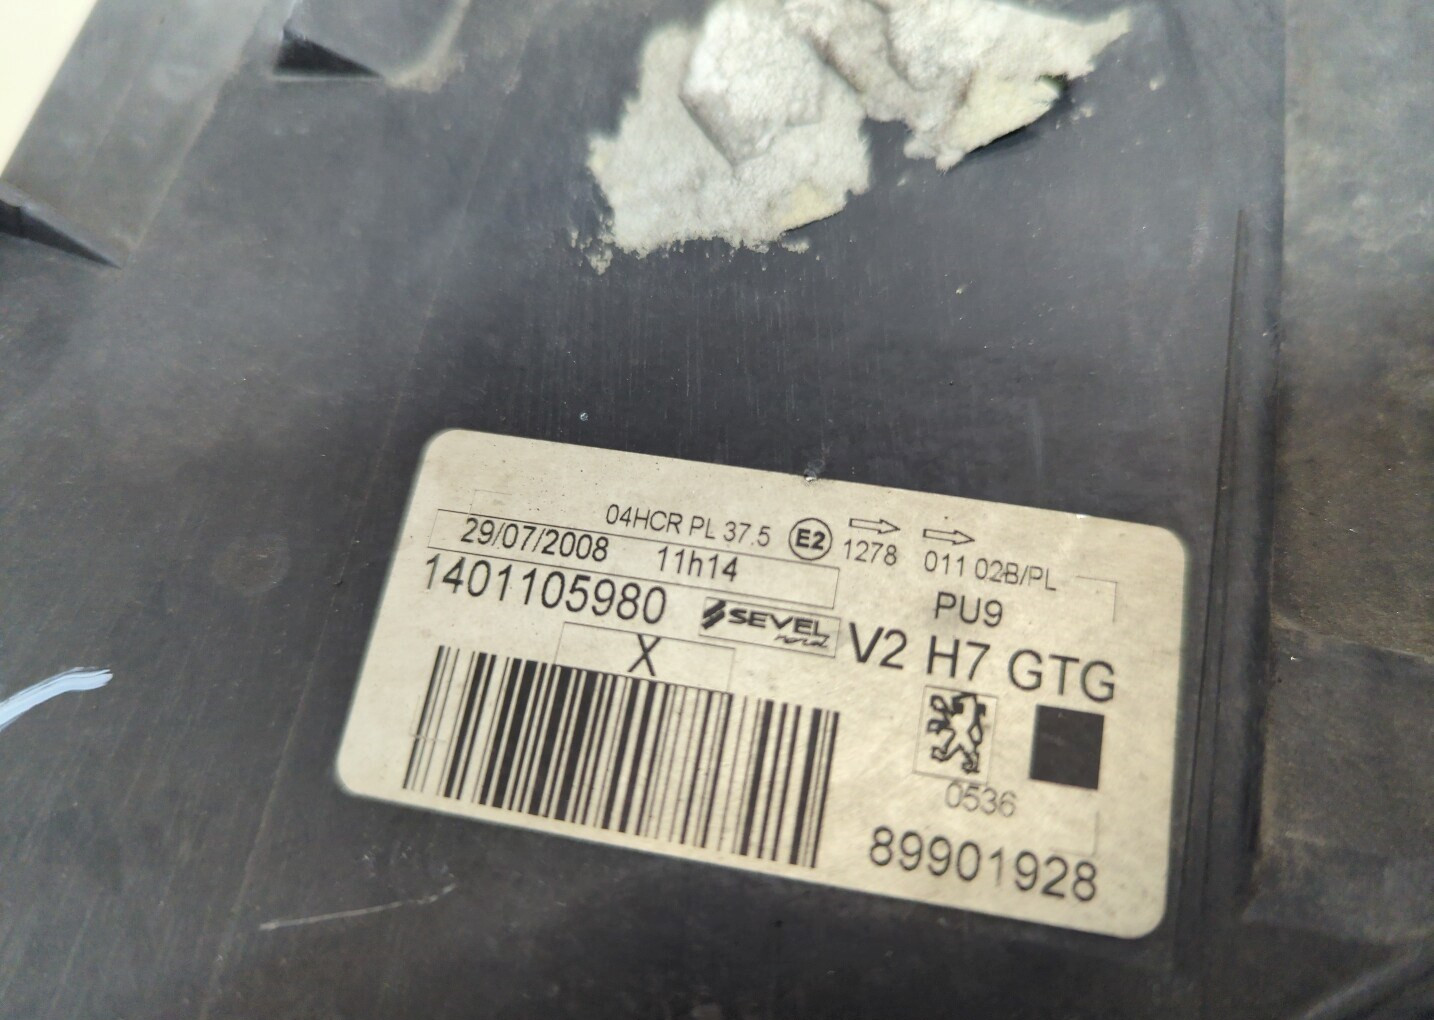 04HCR PL 37.5 E2 1278 011 02B/PL
29/07/2008 11h14
PU9
1401105980 SEVEL nord
V2 H7 GTG
X
0536
89901928